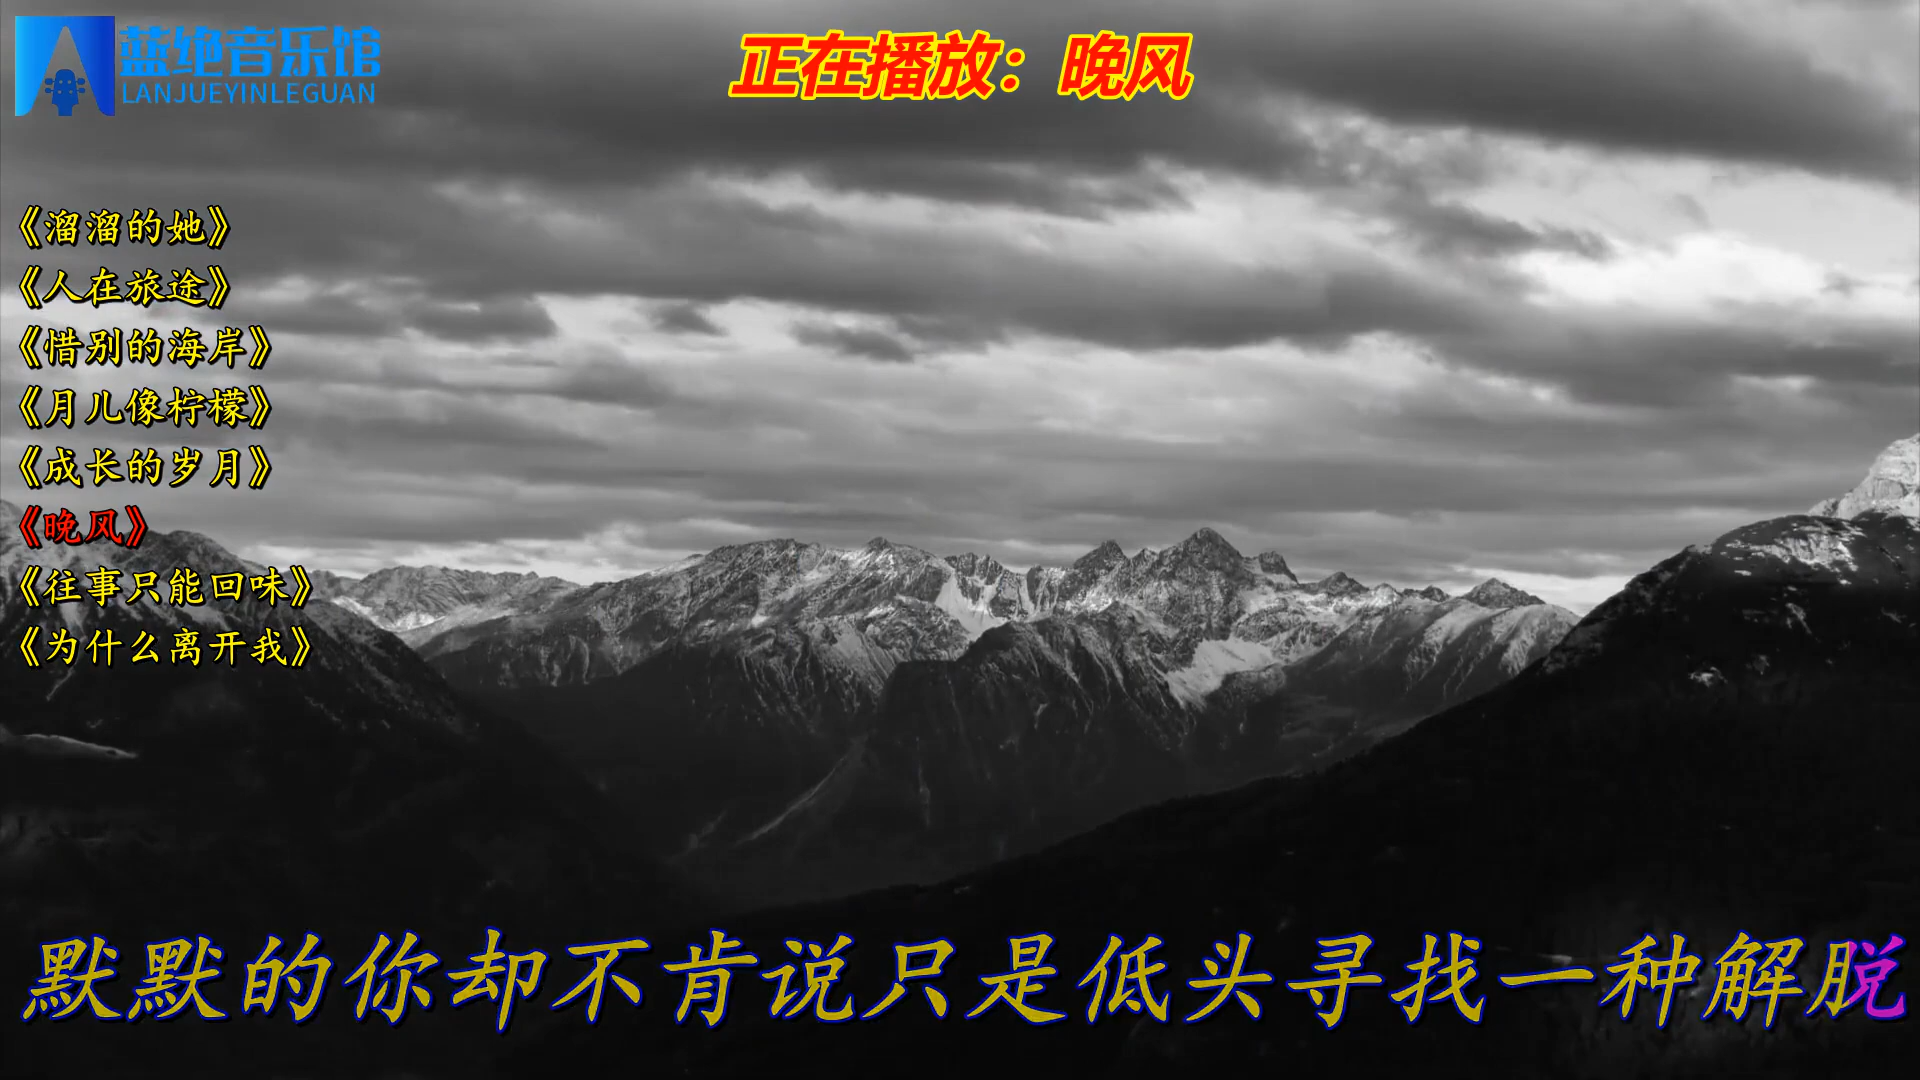 蓝绝音乐馆
LANJUEYINLEGUAN
正在播放：晚风
《溜溜的她》
《人在旅途》
《惜别的海岸》
《月儿像柠檬》
《成长的岁月》
《晚风》
《往事只能回味》
《为什么离开我》
默默的你却不肯说只是低头寻找一种解脱